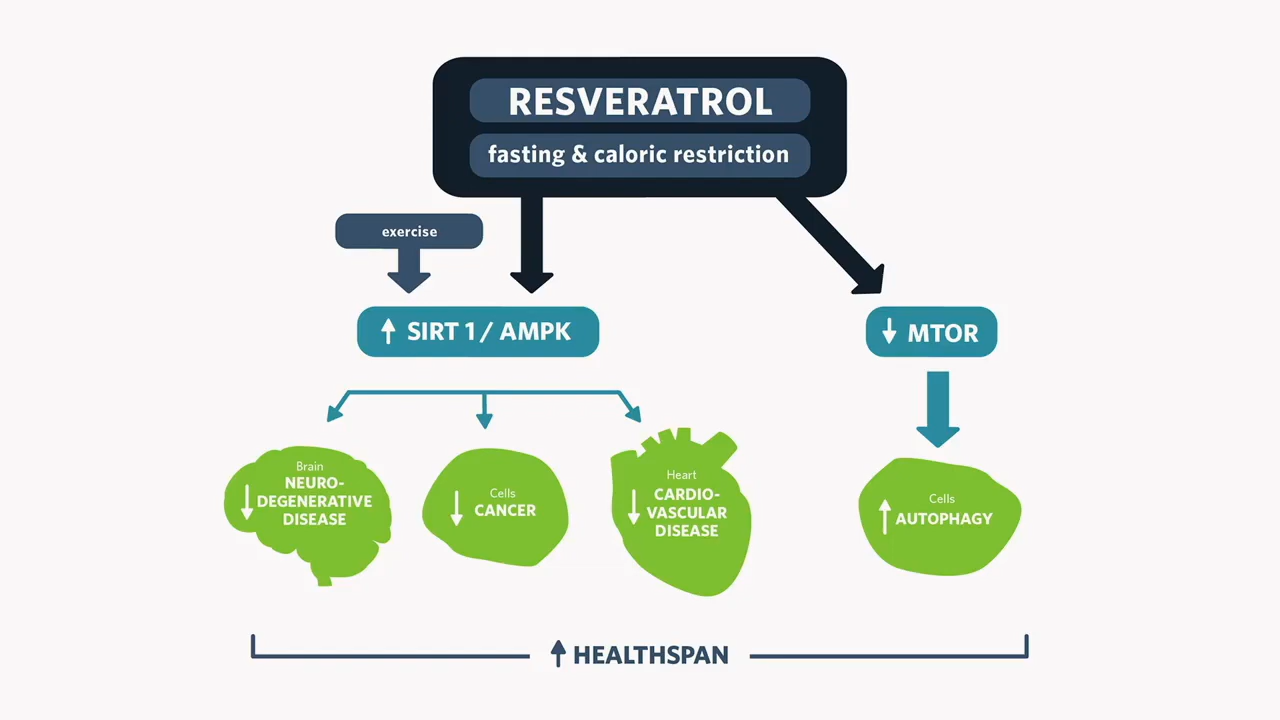 RESVERATROL
fasting & caloric restriction
exercise
↑ SIRT 1 / AMPK
↓ MTOR
Brain
NEURO-
↓ DEGENERATIVE
DISEASE
Cells
↓ CANCER
Heart
CARDIO-
↓ VASCULAR
DISEASE
Cells
↑ AUTOPHAGY
↑ HEALTHSPAN